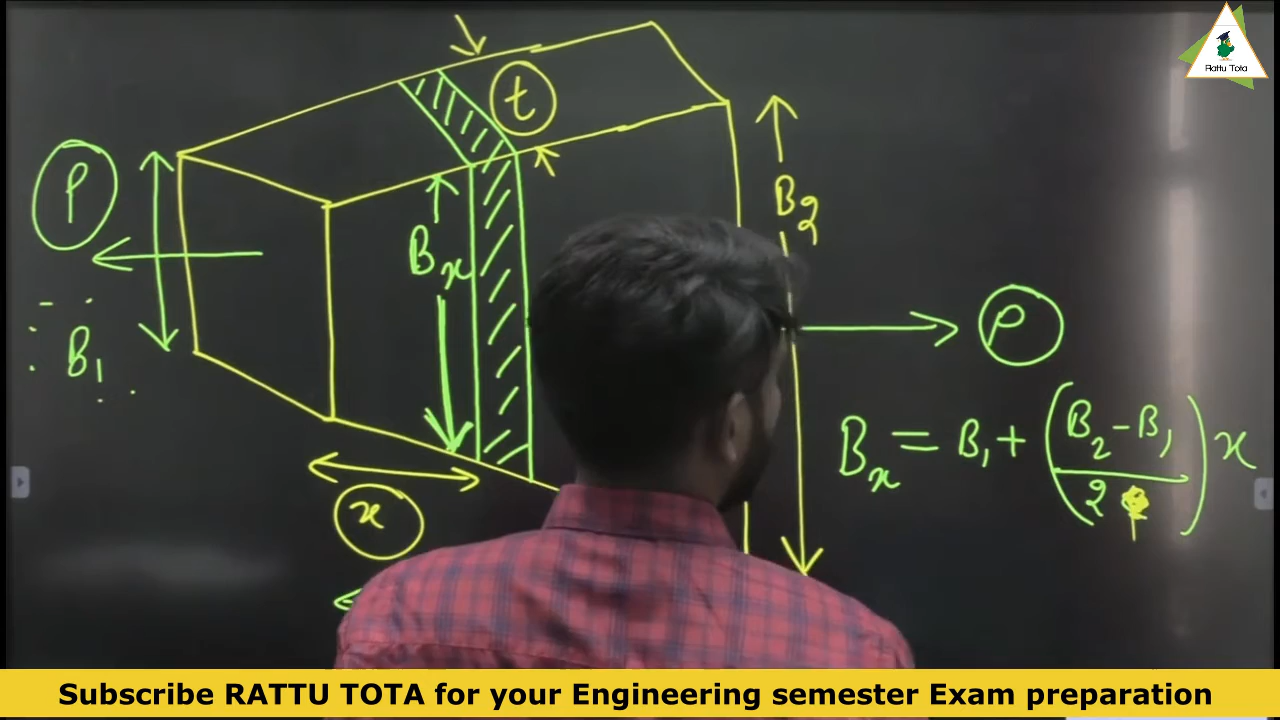 Rattu Tota
t
P
B₂
Bₓ
P
B₁
Bₓ = B₁ + (B₂ - B₁ / 2) x
x
Subscribe RATTU TOTA for your Engineering semester Exam preparation